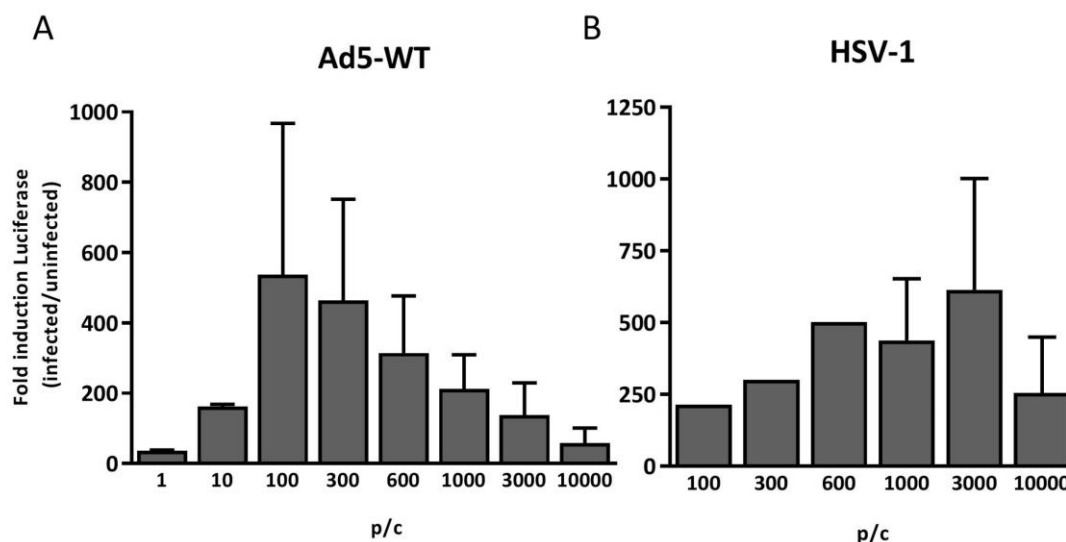 A
Ad5-WT
Fold induction Luciferase
(infected/uninfected)
1000
800
600
400
200
0
1 10 100 300 600 1000 3000 10000
p/c
B
HSV-1
1250
1000
750
500
250
0
100 300 600 1000 3000 10000
p/c